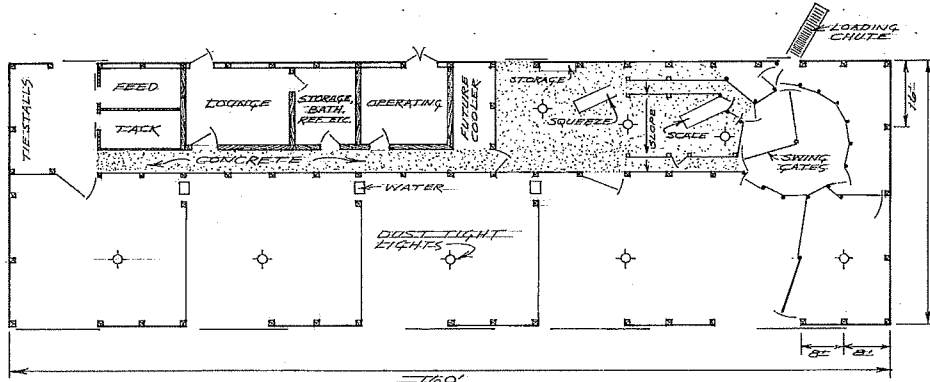 LOADING
CHUTE
TIE-STALLS
FEED
TACK
LOUNGE
STORAGE,
BATH,
REF. ETC.
OPERATING
FUTURE
COOLER
STORAGE
SQUEEZE
SLOPE
SCALE
16'
SWING
GATES
CONCRETE
WATER
DUST TIGHT
LIGHTS
8'
8'
160'